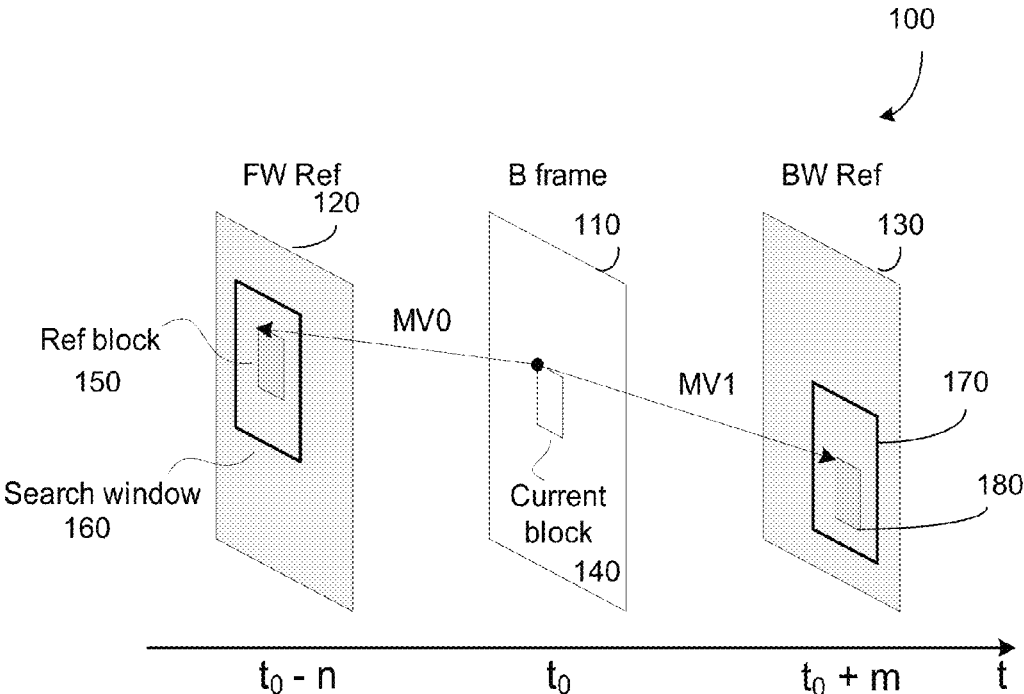 100
FW Ref
120
B frame
110
BW Ref
130
MV0
Ref block
150
MV1
170
Search window
160
Current
block
140
180
t0 - n
t0
t0 + m
t